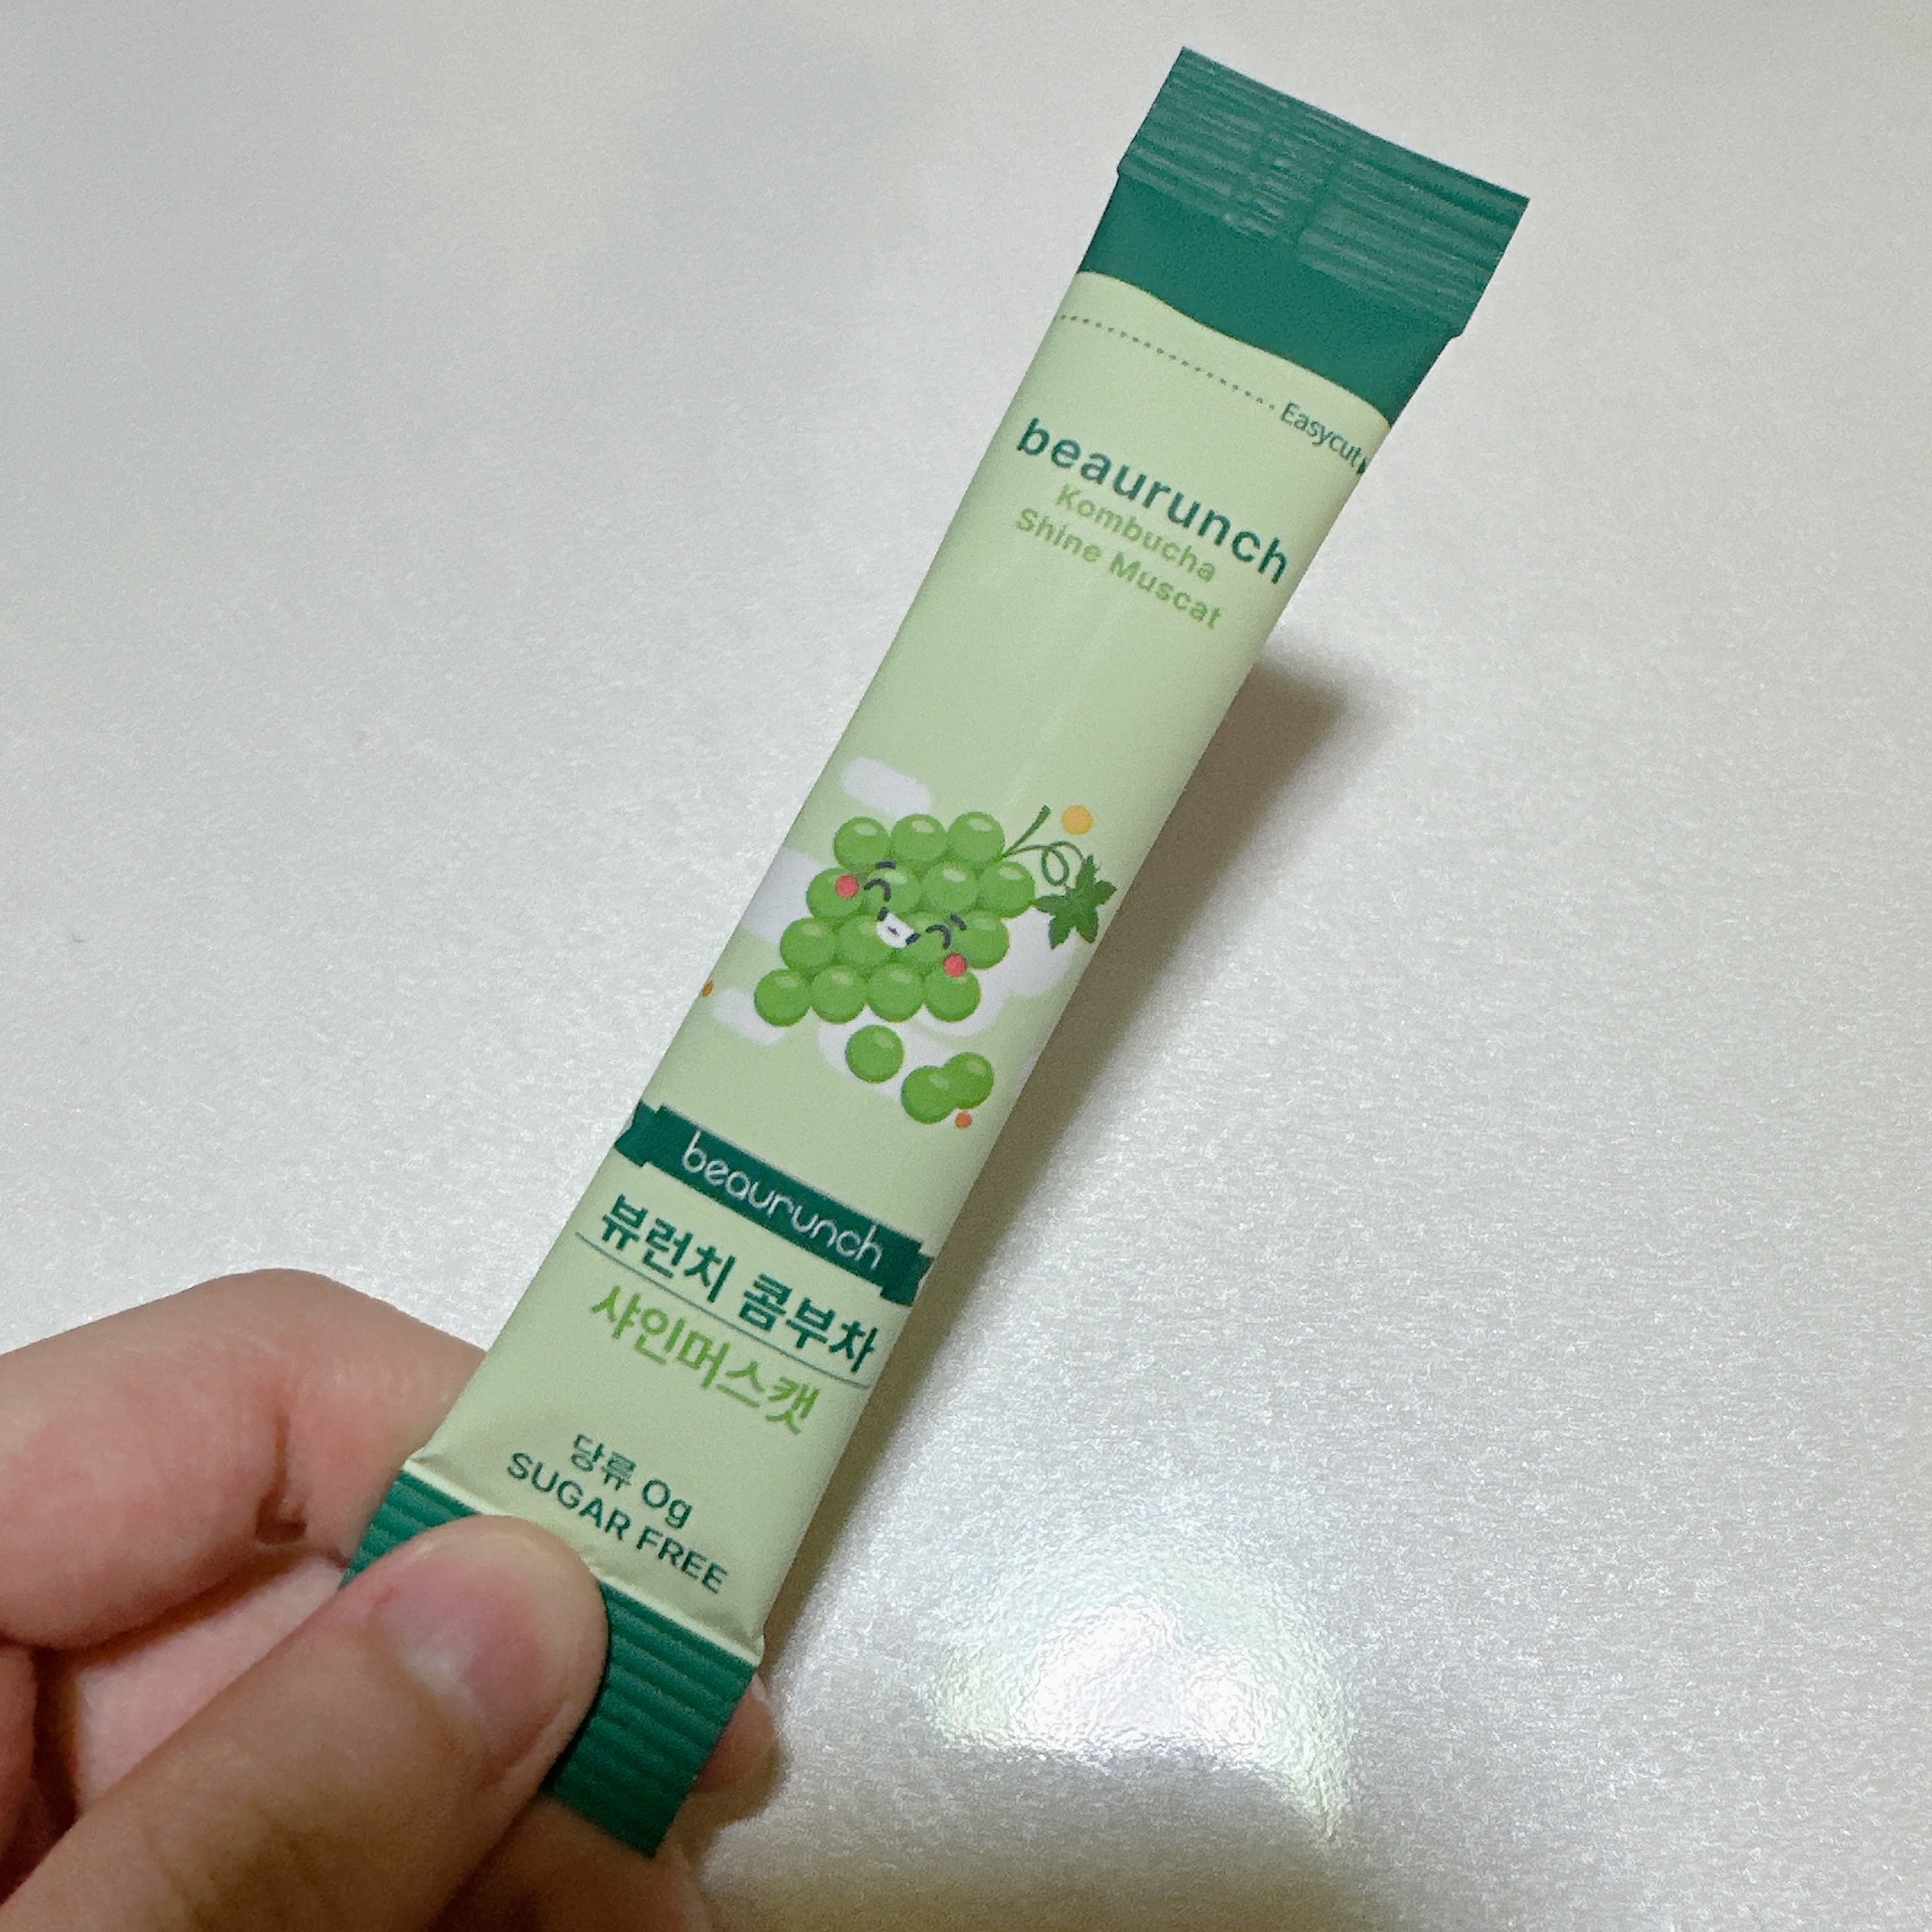 Easycut
beaurunch
Kombucha
Shine Muscat
beaurunch
뷰런치 콤부차
샤인머스캣
당류 0g
SUGAR FREE